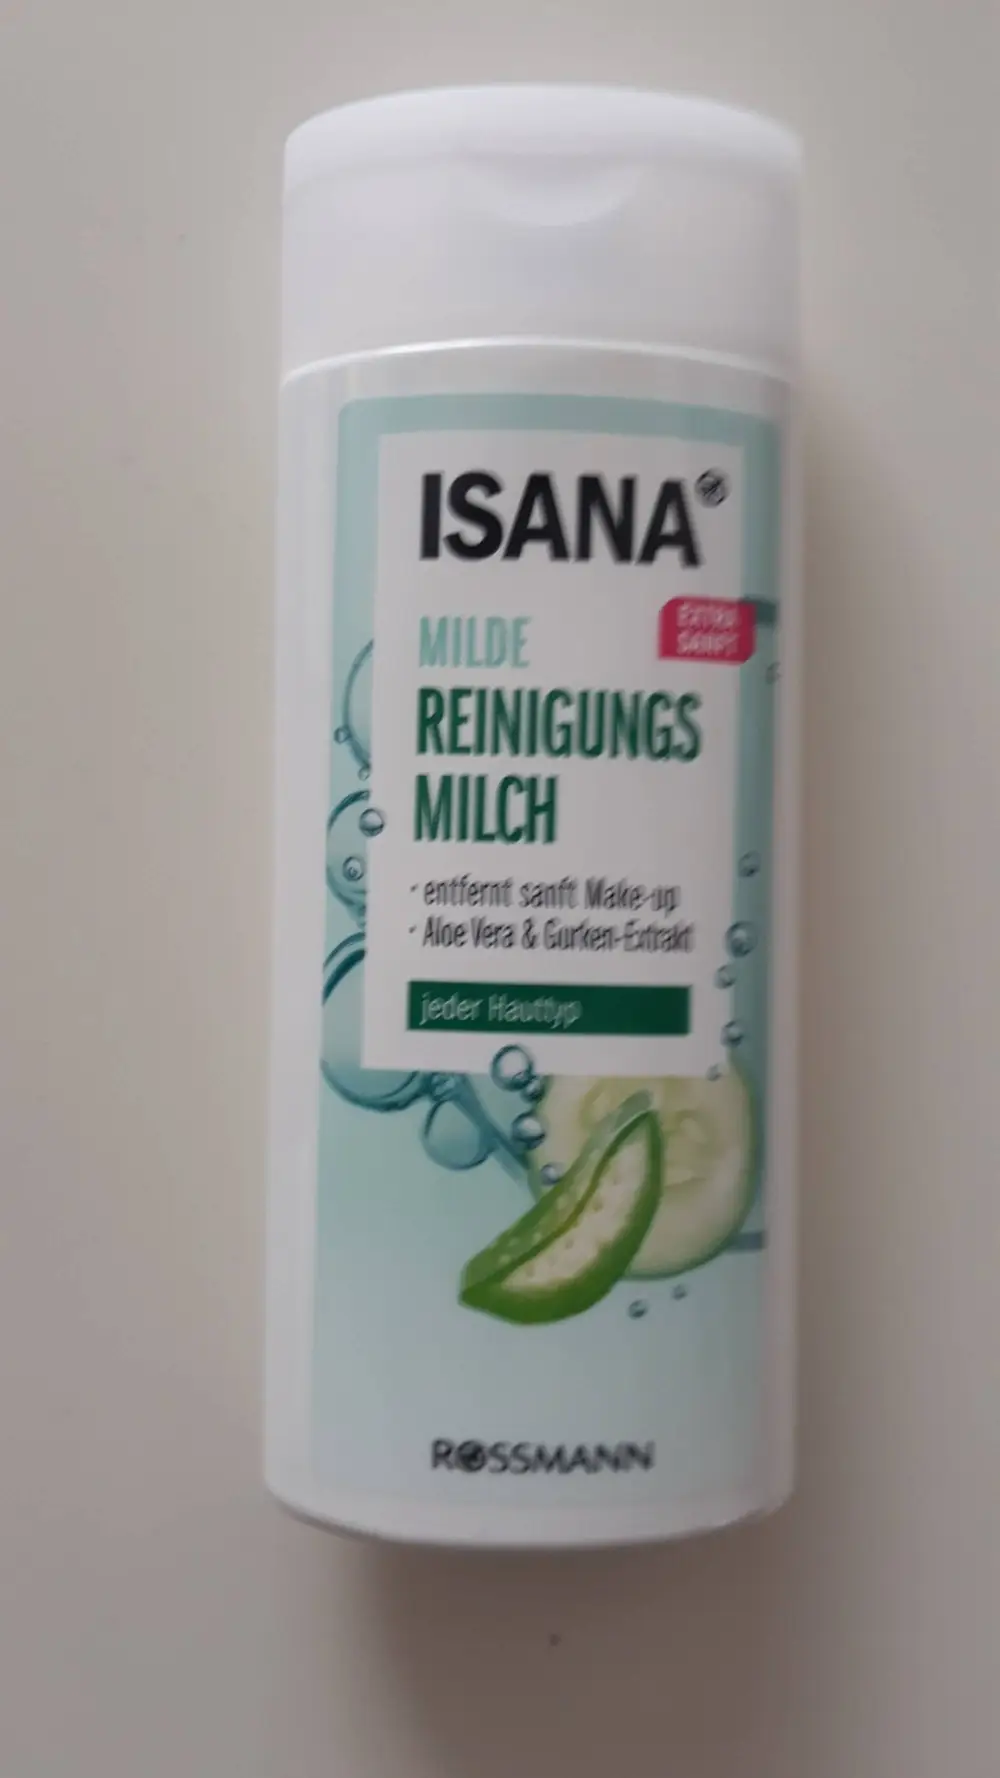 ISANA®
EXTRA
SANFT
MILDE
REINIGUNGS
MILCH
· entfernt sanft Make-up
· Aloe Vera & Gurken-Extrakt
jeder Hauttyp
ROSSMANN